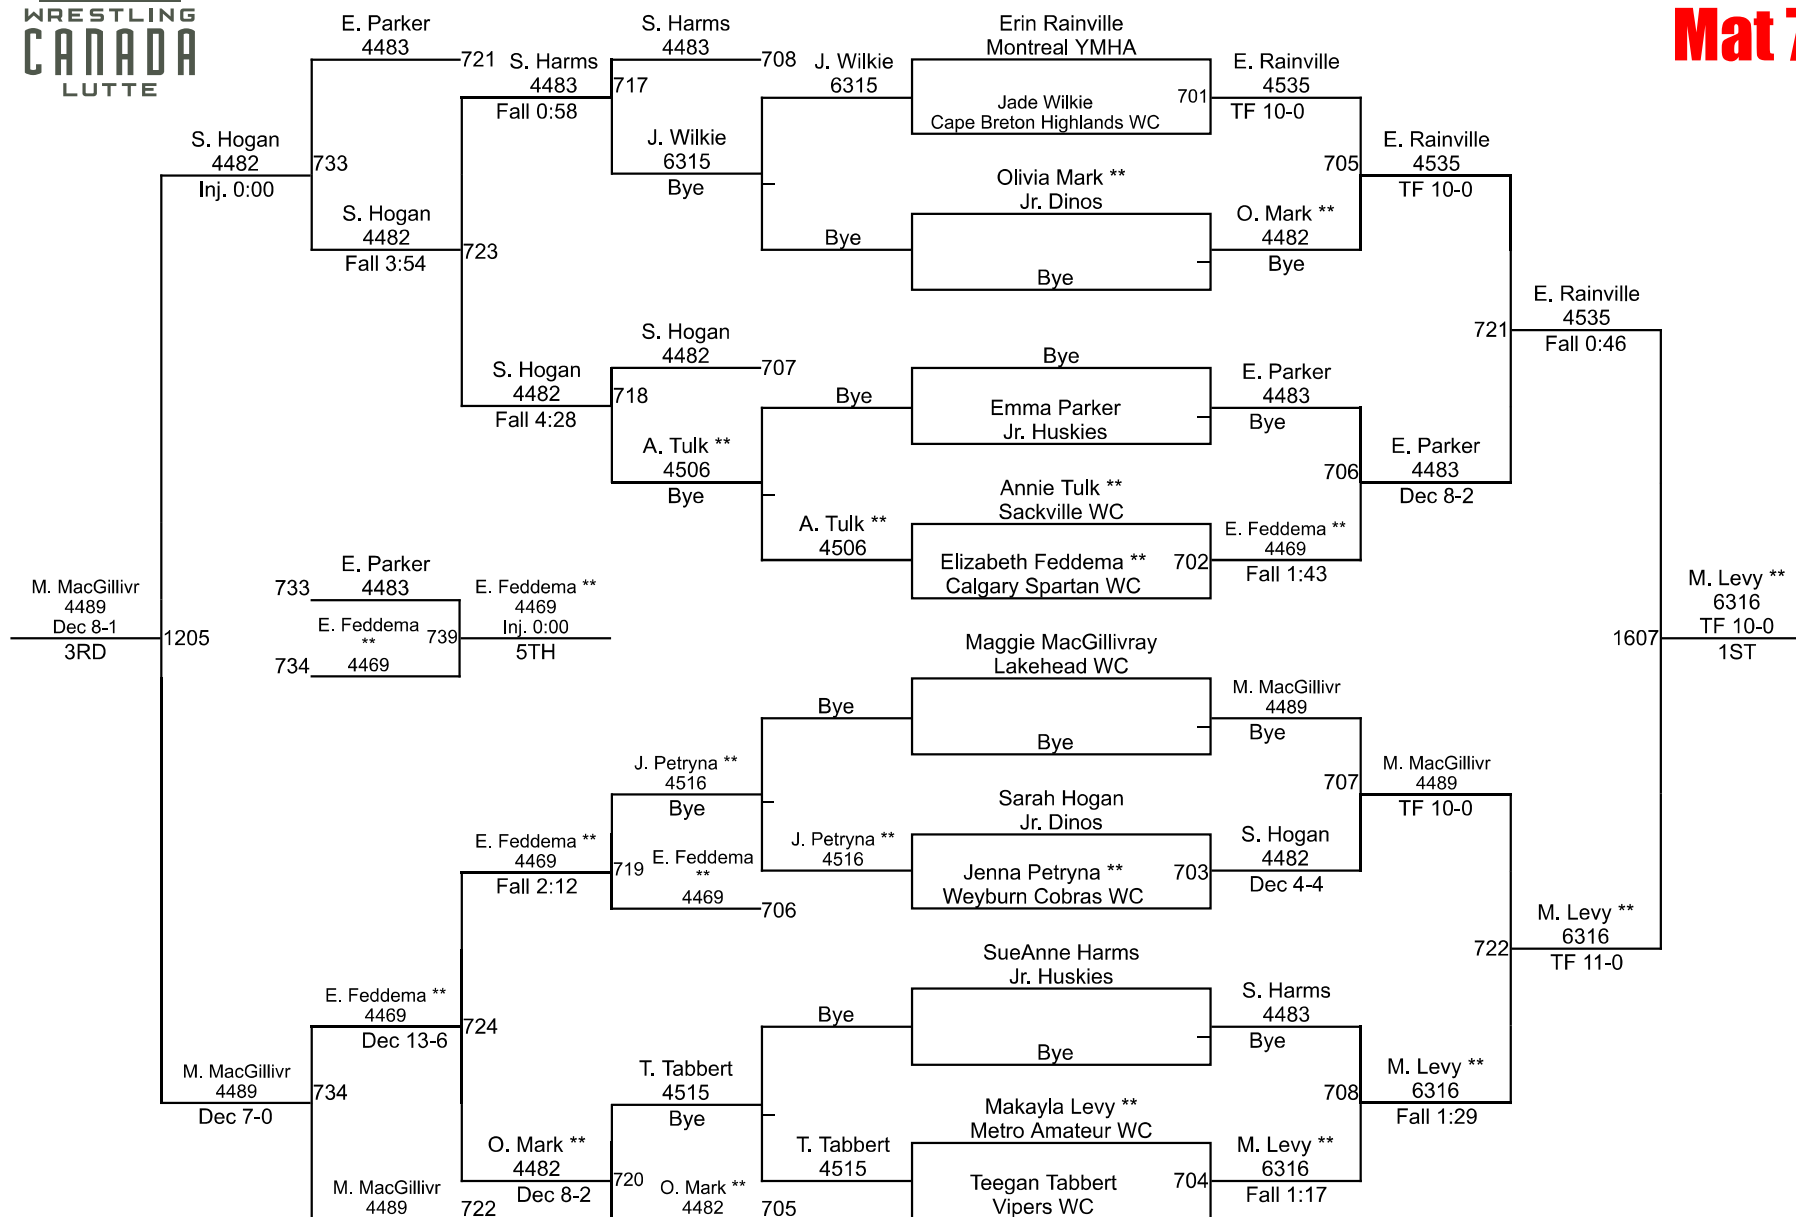 WRESTLING
CANADA
LUTTE
Mat 7
E. Parker
4483
721
S. Harms
4483
Fall 0:58
717
S. Harms
4483
708
J. Wilkie
6315
J. Wilkie
6315
Bye
S. Hogan
4482
Inj. 0:00
733
S. Hogan
4482
Fall 3:54
723
S. Hogan
4482
Fall 4:28
718
S. Hogan
4482
707
A. Tulk **
4506
Bye
Bye
Bye
A. Tulk **
4506
Erin Rainville
Montreal YMHA
Jade Wilkie
Cape Breton Highlands WC
701
E. Rainville
4535
TF 10-0
Olivia Mark **
Jr. Dinos
Bye
O. Mark **
4482
Bye
705
E. Rainville
4535
TF 10-0
Bye
Emma Parker
Jr. Huskies
E. Parker
4483
Bye
Annie Tulk **
Sackville WC
Elizabeth Feddema **
Calgary Spartan WC
702
E. Feddema **
4469
Fall 1:43
706
E. Parker
4483
Dec 8-2
721
E. Rainville
4535
Fall 0:46
M. MacGillivr
4489
Dec 8-1
3RD
1205
733
E. Parker
4483
E. Feddema
**
4469
734
739
E. Feddema **
4469
Inj. 0:00
5TH
1607
M. Levy **
6316
TF 10-0
1ST
Maggie MacGillivray
Lakehead WC
Bye
Bye
M. MacGillivr
4489
Bye
J. Petryna **
4516
Bye
Sarah Hogan
Jr. Dinos
Jenna Petryna **
Weyburn Cobras WC
703
J. Petryna **
4516
S. Hogan
4482
Dec 4-4
707
M. MacGillivr
4489
TF 10-0
E. Feddema **
4469
Fall 2:12
719
E. Feddema
**
4469
706
SueAnne Harms
Jr. Huskies
Bye
Bye
S. Harms
4483
Bye
722
M. Levy **
6316
TF 11-0
E. Feddema **
4469
Dec 13-6
724
T. Tabbert
4515
Bye
M. MacGillivr
4489
Dec 7-0
734
Makayla Levy **
Metro Amateur WC
Teegan Tabbert
Vipers WC
704
T. Tabbert
4515
M. Levy **
6316
Fall 1:17
708
M. Levy **
6316
Fall 1:29
M. MacGillivr
4489
722
O. Mark **
4482
Dec 8-2
720
O. Mark **
4482
705